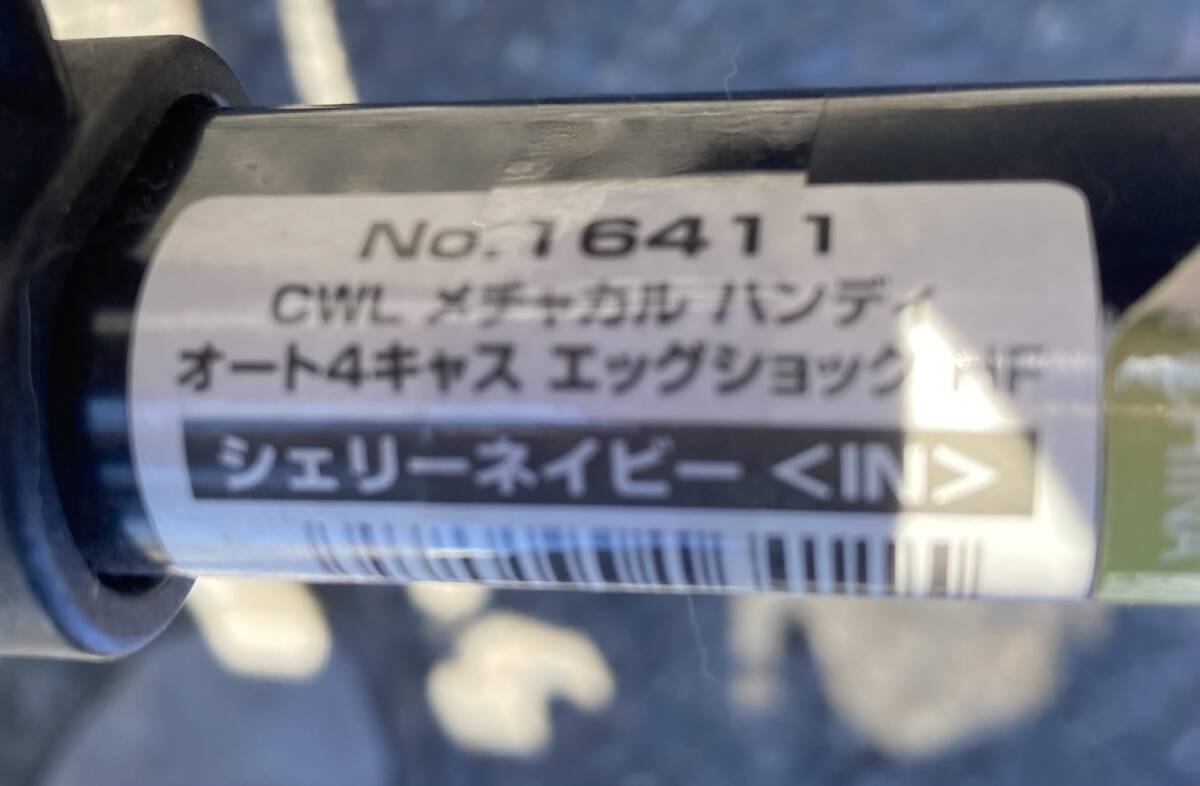 No.16411
CWL メチャカル ハンディ
オート4キャス エッグショック HF
シェリーネイビー <IN>